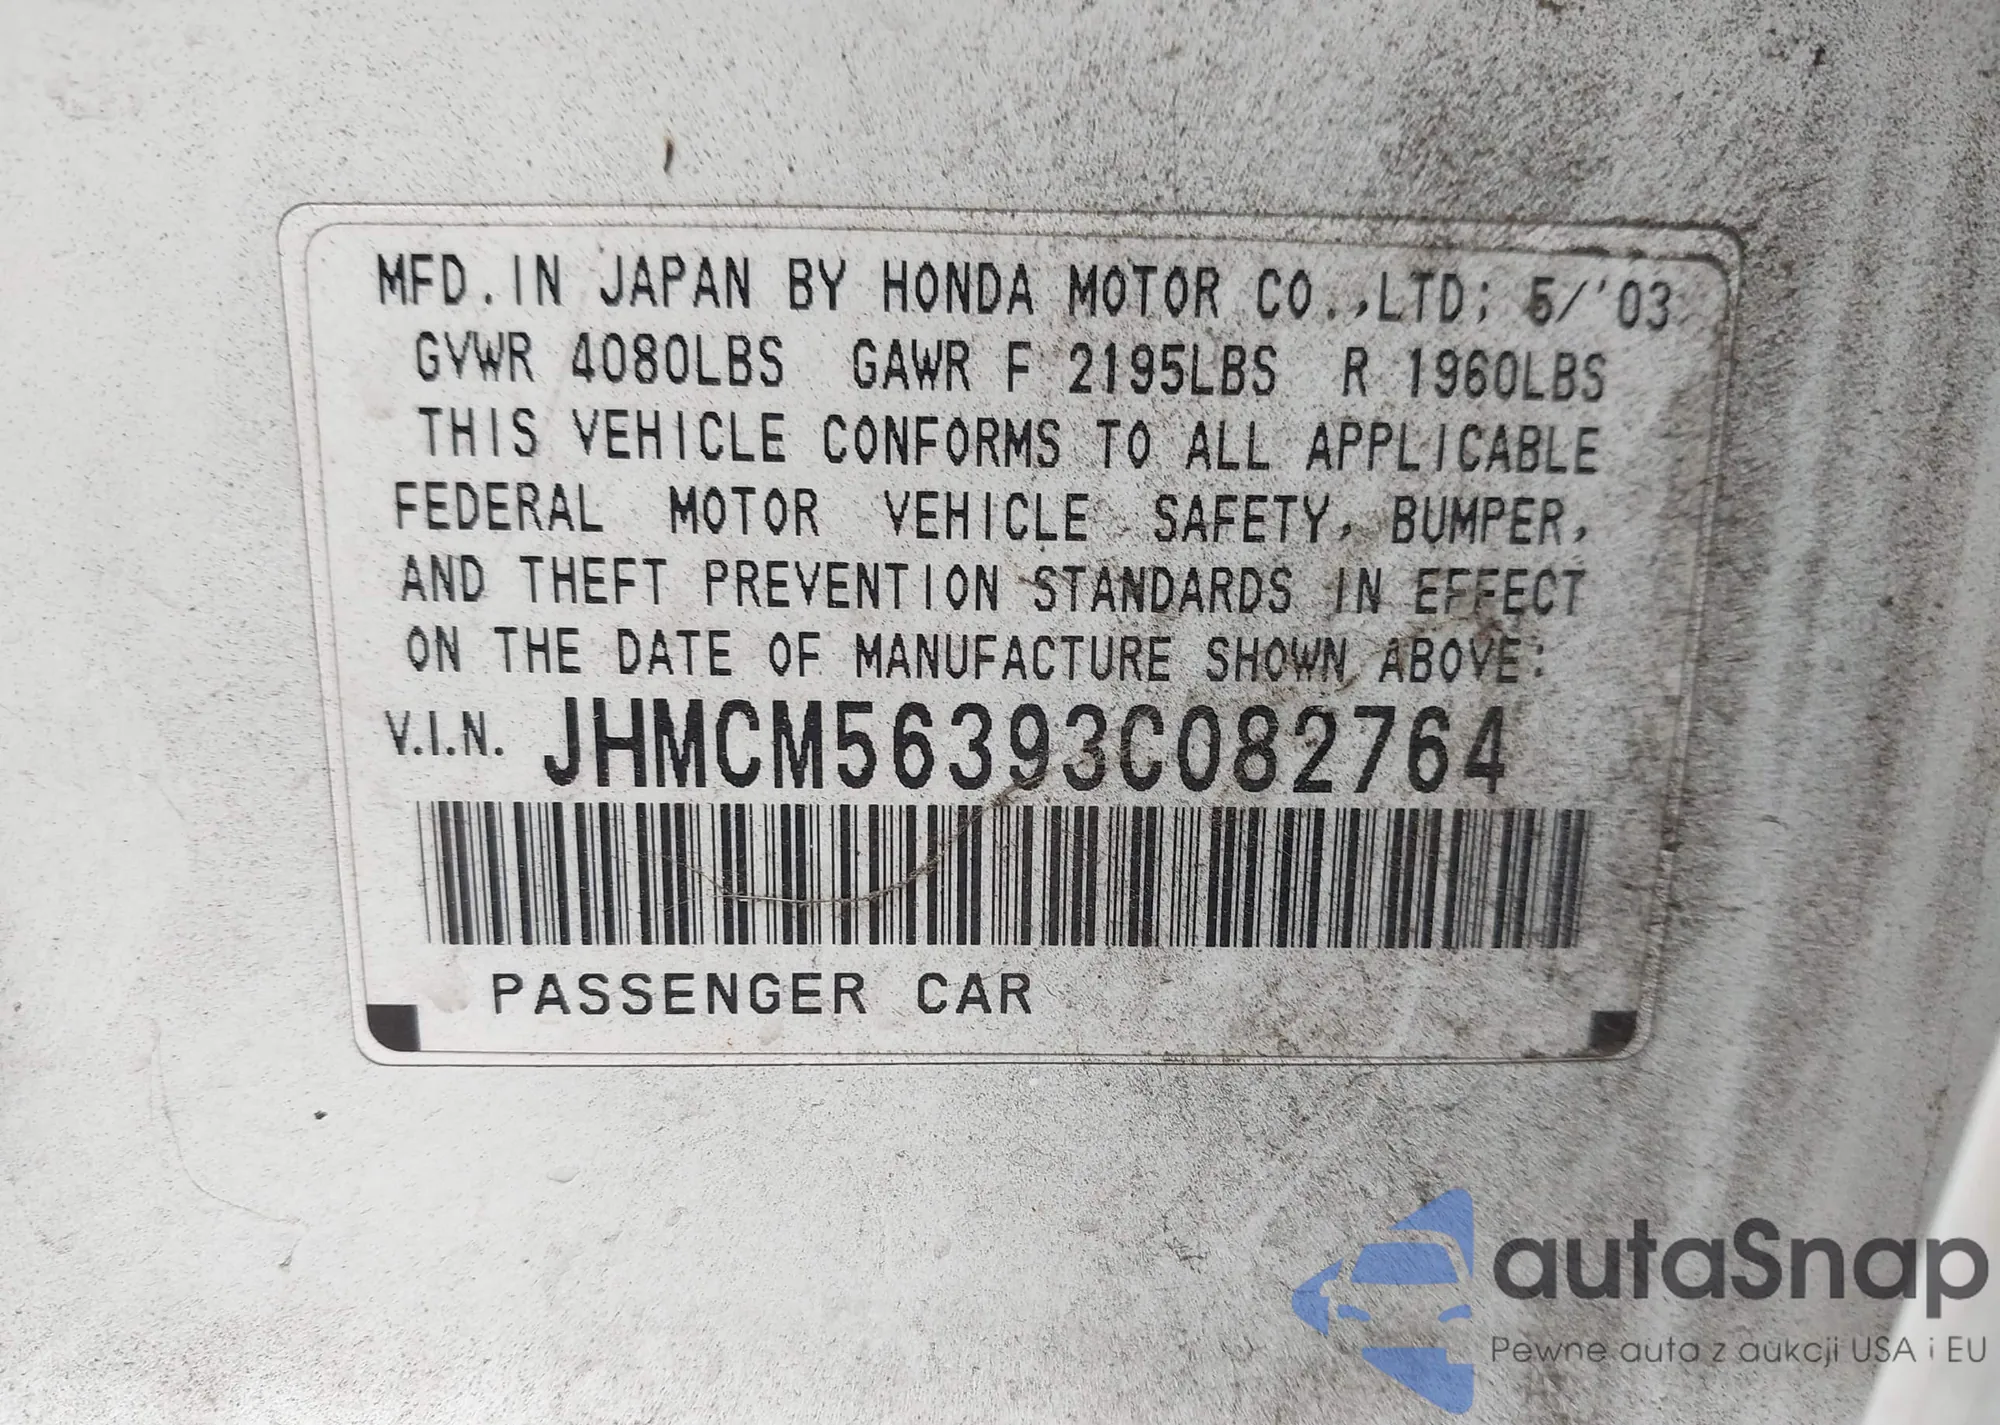 MFD. IN JAPAN BY HONDA MOTOR CO.,LTD; 5/'03
GVWR 4080LBS GAWR F 2195LBS R 1960LBS
THIS VEHICLE CONFORMS TO ALL APPLICABLE
FEDERAL MOTOR VEHICLE SAFETY, BUMPER,
AND THEFT PREVENTION STANDARDS IN EFFECT
ON THE DATE OF MANUFACTURE SHOWN ABOVE:
V.I.N. JHMCM56393C082764
PASSENGER CAR
autaSnap
Pewne auta z aukcji USA i EU